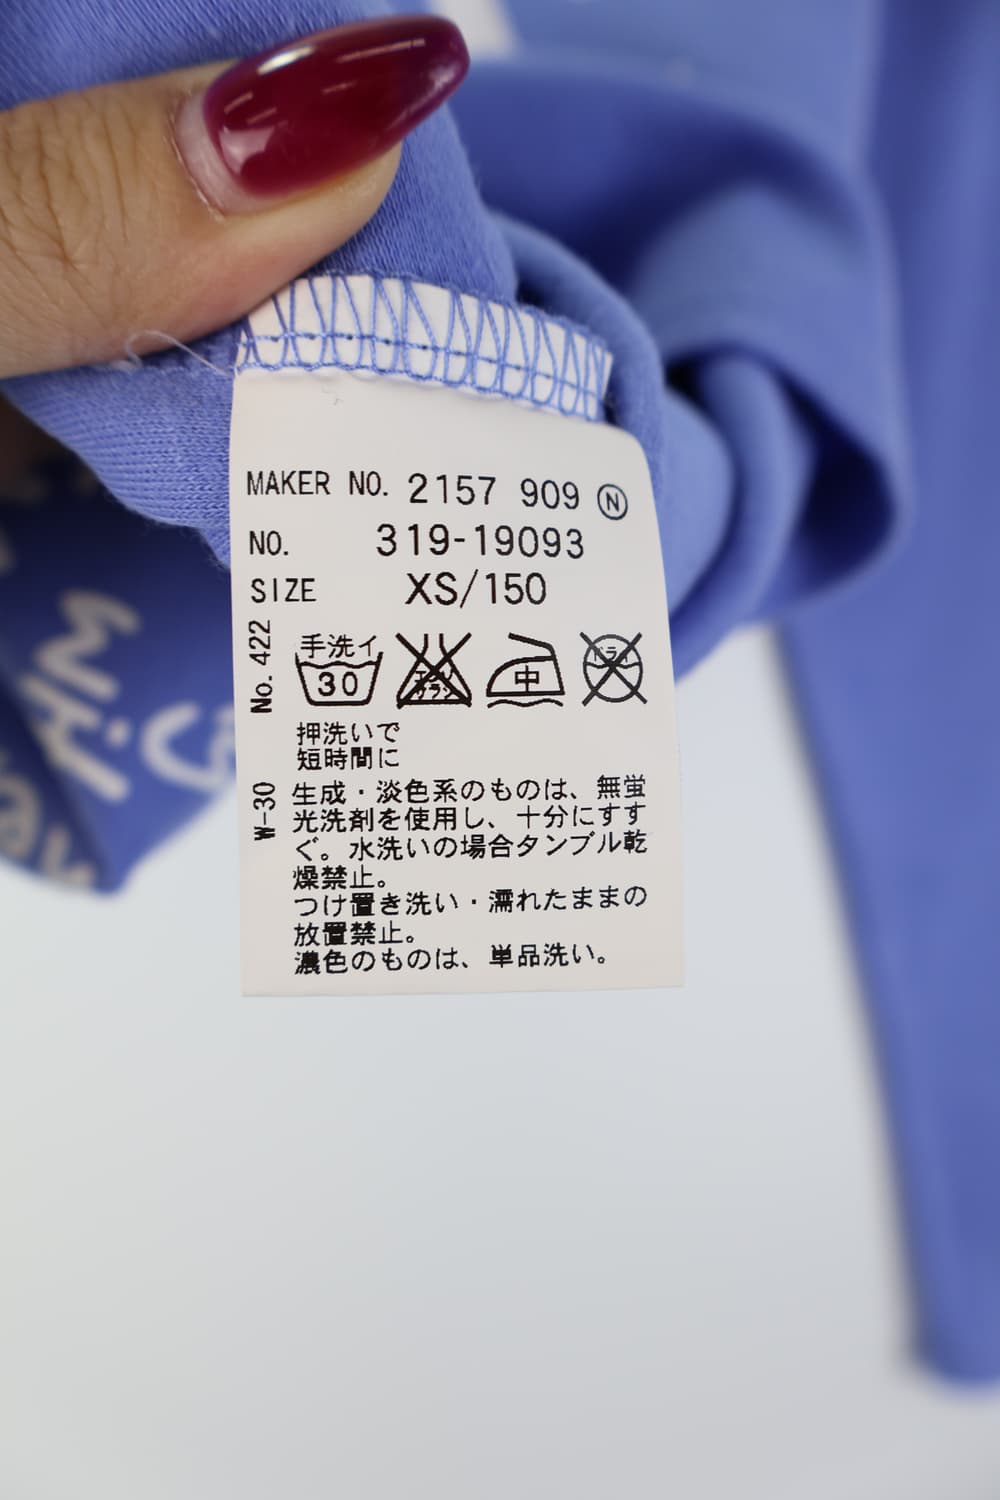 MAKER NO. 2157 909 Ⓝ
NO. 319-19093
SIZE XS/150
No. 422
手洗イ
30
中
ドライ
押洗いで
短時間に
W-30
生成・淡色系のものは、無蛍
光洗剤を使用し、十分にすす
ぐ。水洗いの場合タンブル乾
燥禁止。
つけ置き洗い・濡れたままの
放置禁止。
濃色のものは、単品洗い。